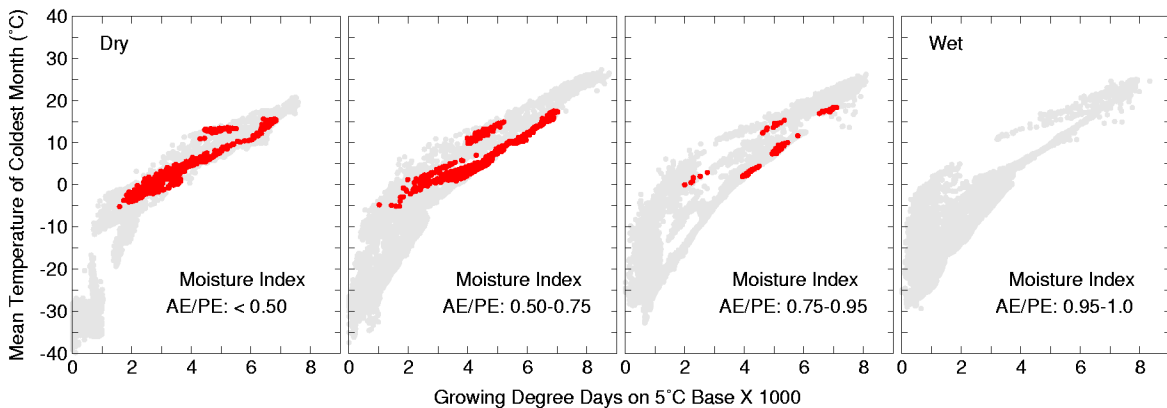 Mean Temperature of Coldest Month (˚C)
40
30
20
10
0
-10
-20
-30
-40
Dry
Wet
Moisture Index
AE/PE: < 0.50
Moisture Index
AE/PE: 0.50-0.75
Moisture Index
AE/PE: 0.75-0.95
Moisture Index
AE/PE: 0.95-1.0
0 2 4 6 8
0 2 4 6 8
0 2 4 6 8
0 2 4 6 8
Growing Degree Days on 5˚C Base X 1000